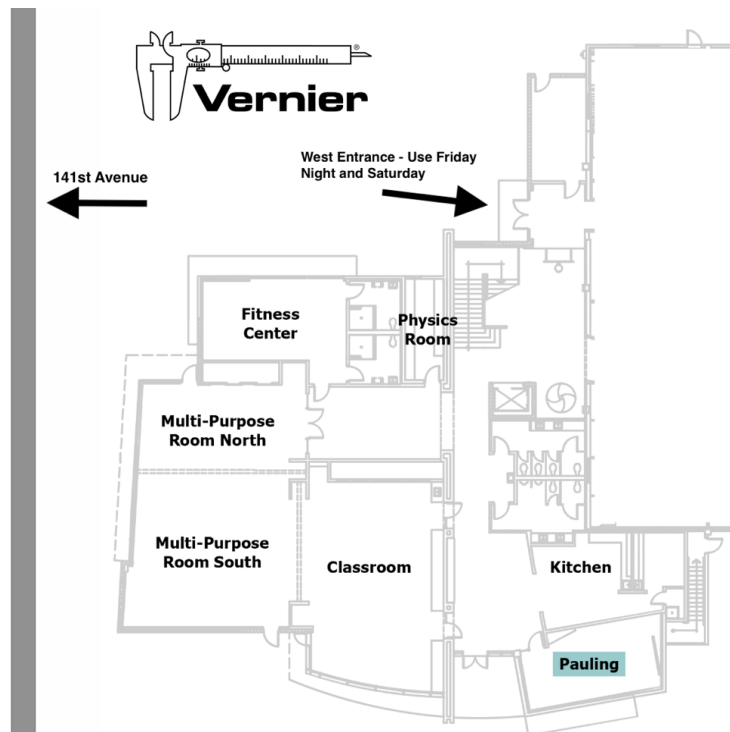 Vernier®
West Entrance - Use Friday
Night and Saturday
141st Avenue
Fitness
Center
Physics
Room
Multi-Purpose
Room North
Multi-Purpose
Room South
Classroom
Kitchen
Pauling